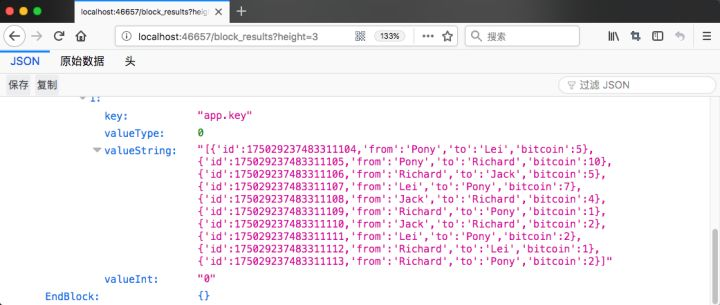 localhost:46657/block_results?heigh
localhost:46657/block_results?height=3
133%
搜索
JSON
原始数据
头
保存
复制
过滤 JSON
1:
key:
"app.key"
valueType:
0
valueString:
"[{'id':175029237483311104,'from':'Pony','to':'Lei','bitcoin':5},
{'id':175029237483311105,'from':'Pony','to':'Richard','bitcoin':10},
{'id':175029237483311106,'from':'Richard','to':'Jack','bitcoin':5},
{'id':175029237483311107,'from':'Lei','to':'Pony','bitcoin':7},
{'id':175029237483311108,'from':'Jack','to':'Richard','bitcoin':4},
{'id':175029237483311109,'from':'Richard','to':'Pony','bitcoin':1},
{'id':175029237483311110,'from':'Jack','to':'Richard','bitcoin':2},
{'id':175029237483311111,'from':'Lei','to':'Pony','bitcoin':2},
{'id':175029237483311112,'from':'Richard','to':'Lei','bitcoin':1},
{'id':175029237483311113,'from':'Richard','to':'Pony','bitcoin':2}]"
valueInt:
"0"
EndBlock:
{}